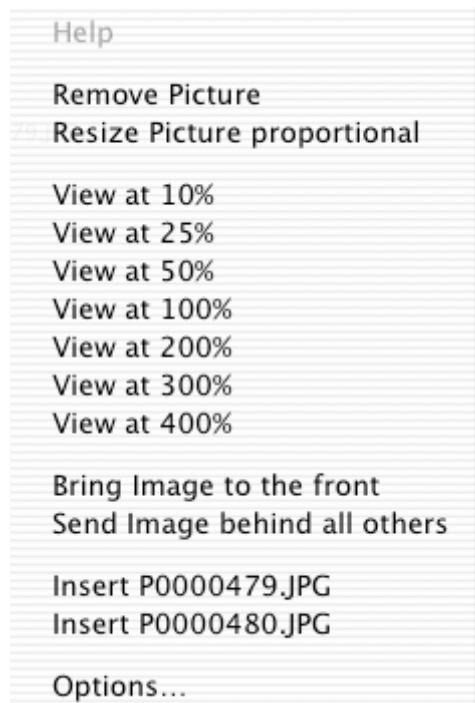 Help
Remove Picture
Resize Picture proportional
View at 10%
View at 25%
View at 50%
View at 100%
View at 200%
View at 300%
View at 400%
Bring Image to the front
Send Image behind all others
Insert P0000479.JPG
Insert P0000480.JPG
Options...